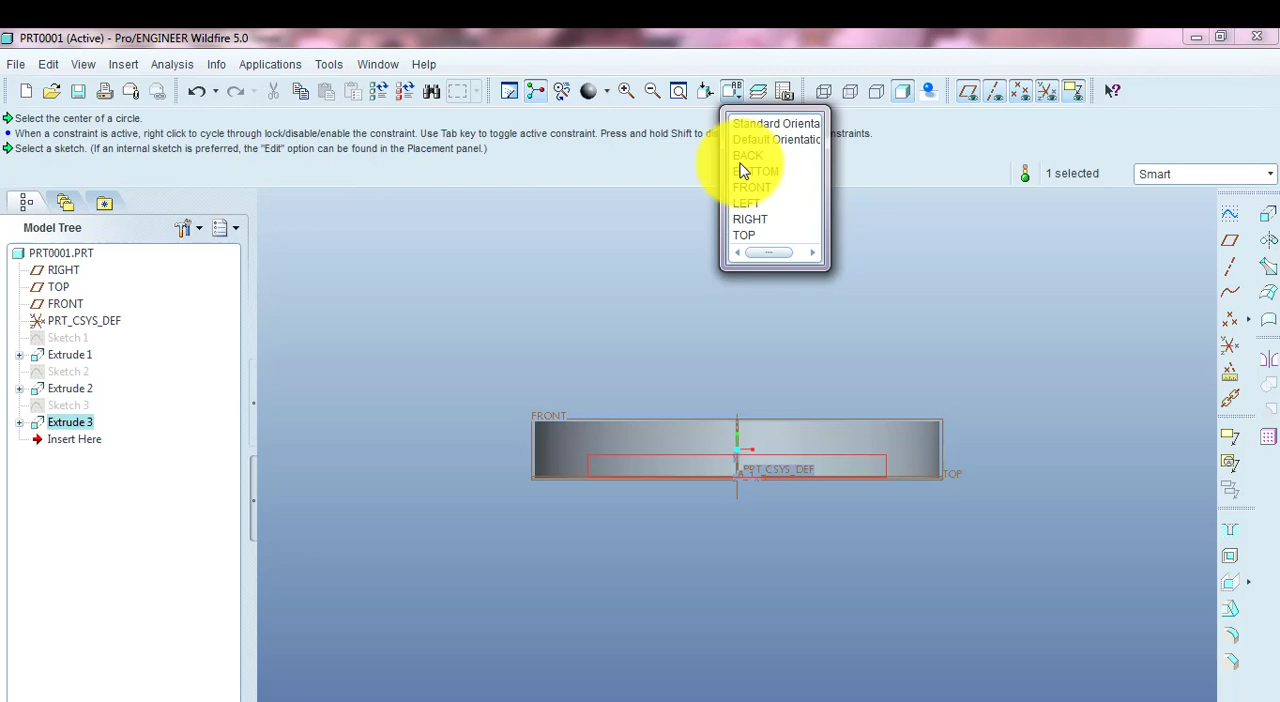 PRT0001 (Active) - Pro/ENGINEER Wildfire 5.0
File Edit View Insert Analysis Info Applications Tools Window Help
Select the center of a circle.
When a constraint is active, right click to cycle through lock/disable/enable the constraint. Use Tab key to toggle active constraint. Press and hold Shift to di onstraints.
Select a sketch. (If an internal sketch is preferred, the "Edit" option can be found in the Placement panel.)
1 selected
Smart
Standard Orienta
Default Orientatic
BACK
BOTTOM
FRONT
LEFT
RIGHT
TOP
Model Tree
PRT0001.PRT
RIGHT
TOP
FRONT
PRT_CSYS_DEF
Sketch 1
Extrude 1
Sketch 2
Extrude 2
Sketch 3
Extrude 3
Insert Here
FRONT
PRT_CSYS_DEF
TOP